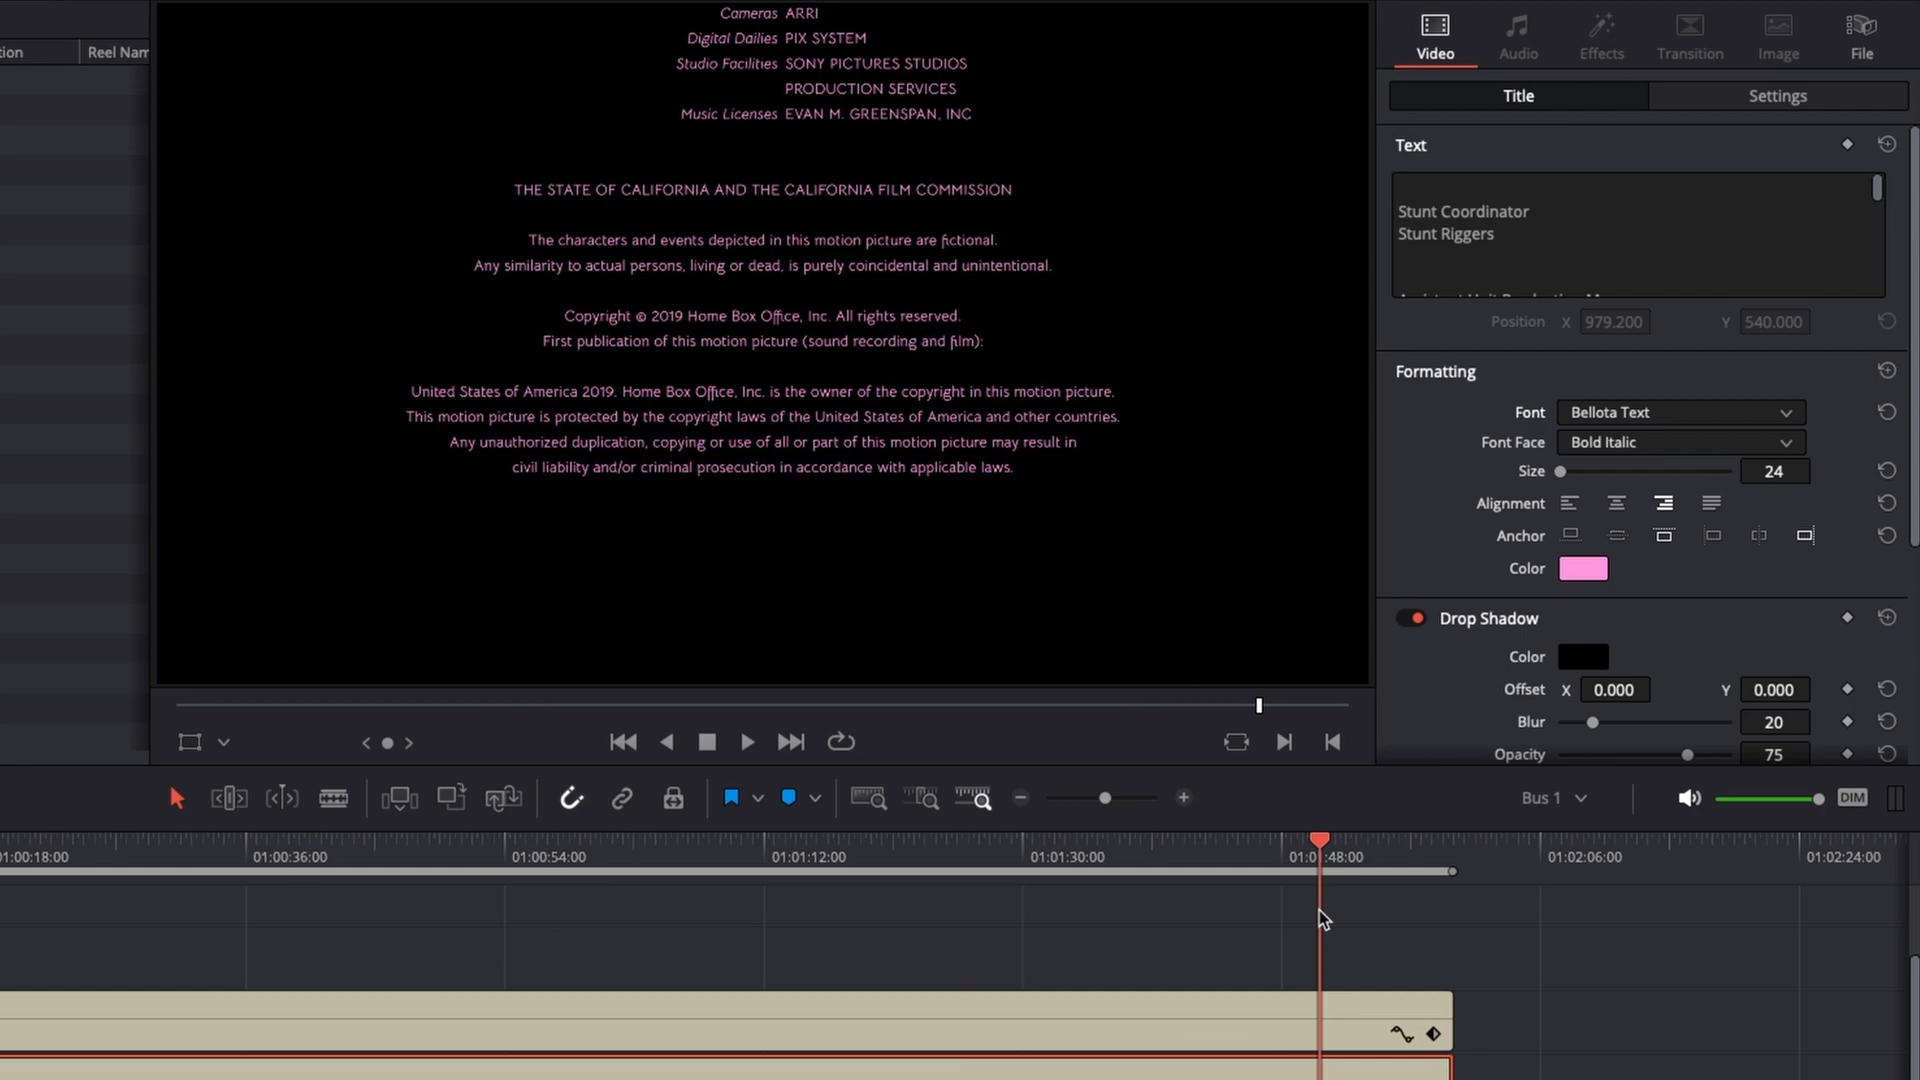 tion
Reel Nam
Cameras ARRI
Digital Dailies PIX SYSTEM
Studio Facilities SONY PICTURES STUDIOS
PRODUCTION SERVICES
Music Licenses EVAN M. GREENSPAN, INC
THE STATE OF CALIFORNIA AND THE CALIFORNIA FILM COMMISSION
The characters and events depicted in this motion picture are fictional.
Any similarity to actual persons, living or dead, is purely coincidental and unintentional.
Copyright © 2019 Home Box Office, Inc. All rights reserved.
First publication of this motion picture (sound recording and film):
United States of America 2019. Home Box Office, Inc. is the owner of the copyright in this motion picture.
This motion picture is protected by the copyright laws of the United States of America and other countries.
Any unauthorized duplication, copying or use of all or part of this motion picture may result in
civil liability and/or criminal prosecution in accordance with applicable laws.
Video Audio Effects Transition Image File
Title Settings
Text
Stunt Coordinator
Stunt Riggers
Position X 979.200 Y 540.000
Formatting
Font Bellota Text
Font Face Bold Italic
Size 24
Alignment
Anchor
Color
Drop Shadow
Color
Offset X 0.000 Y 0.000
Blur 20
Opacity 75
Bus 1 DIM
01:00:18:00 01:00:36:00 01:00:54:00 01:01:12:00 01:01:30:00 01:01:48:00 01:02:06:00 01:02:24:00